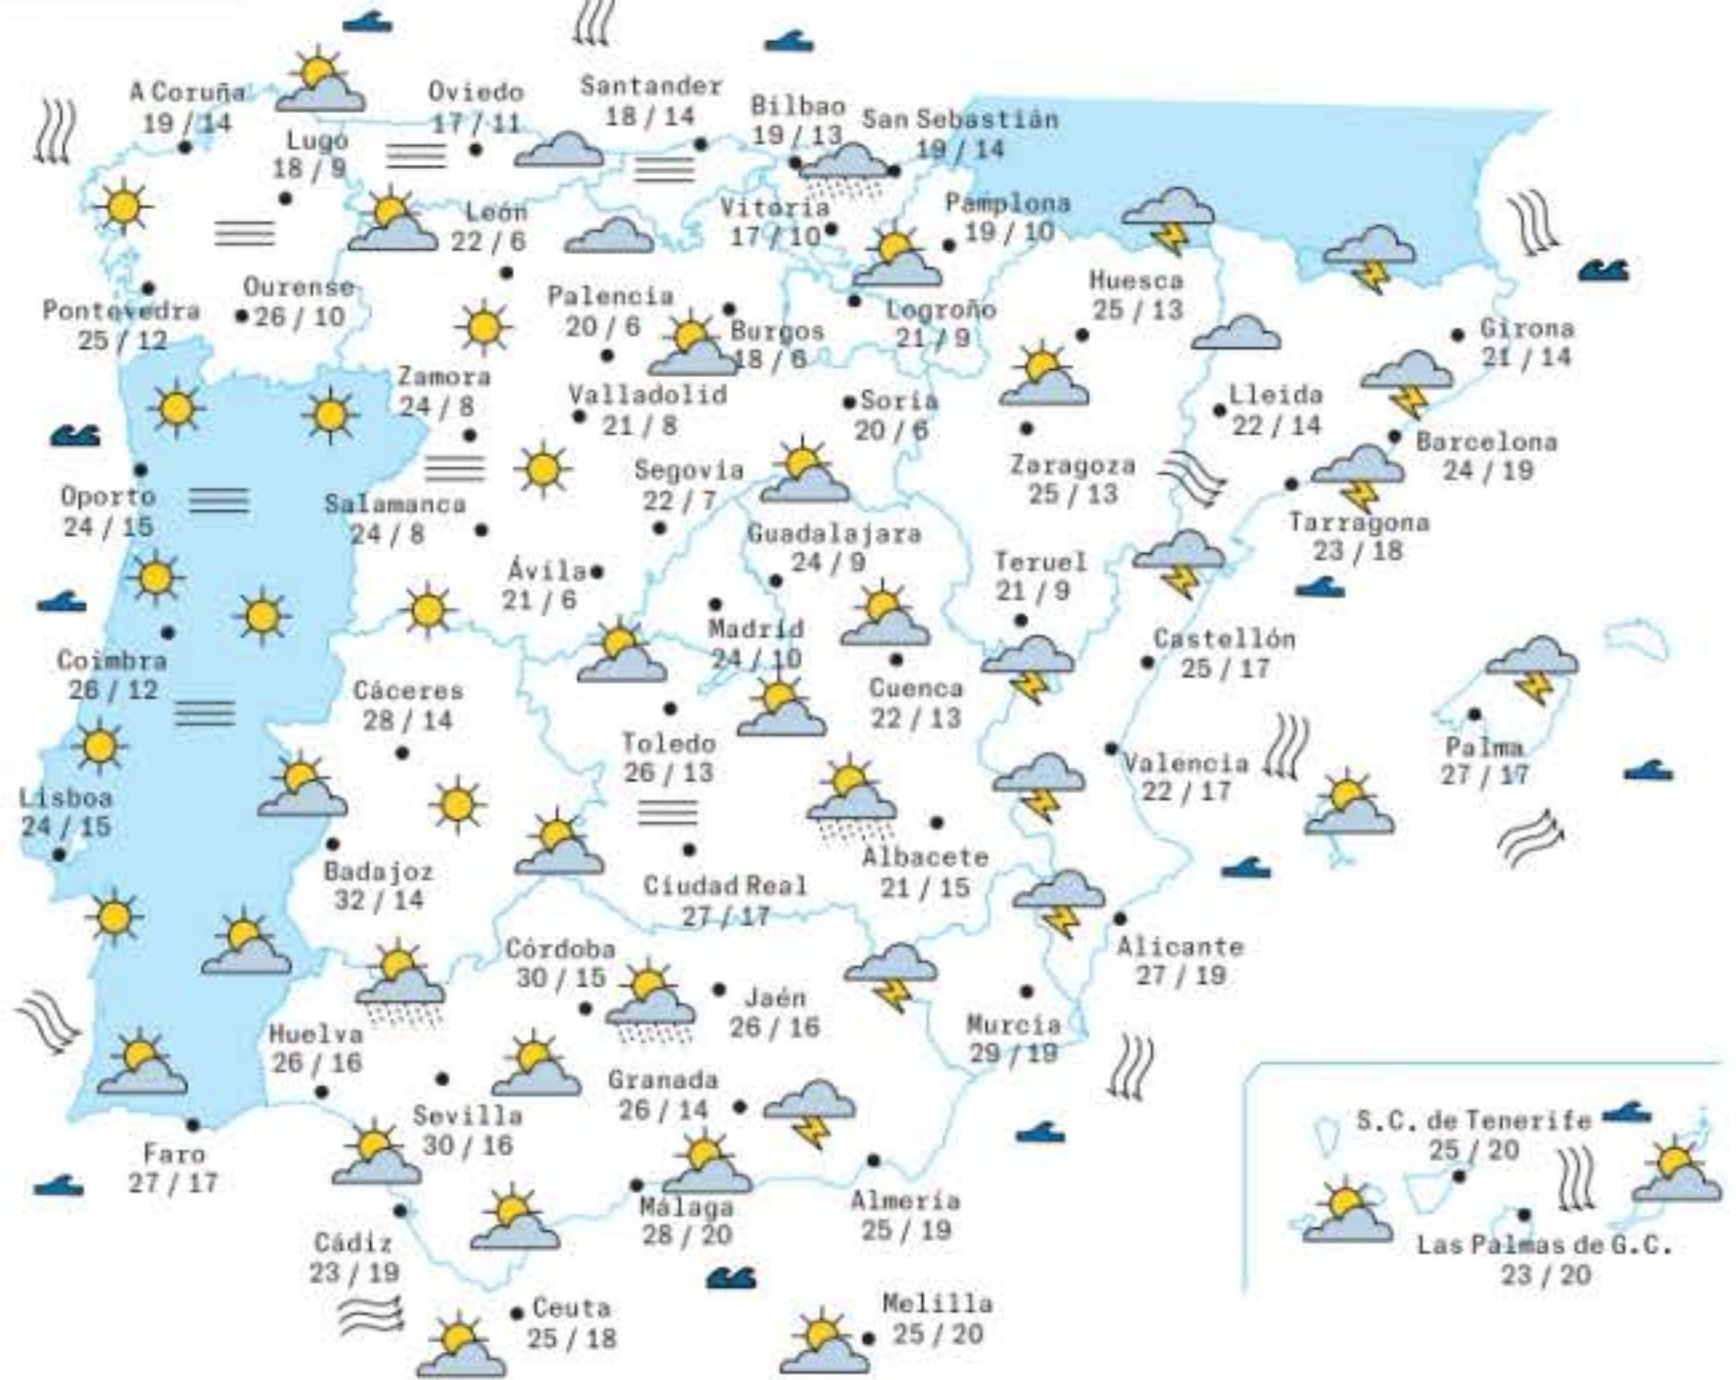 A Coruña
19 / 14
Lugo
18 / 9
Oviedo
17 / 11
Santander
18 / 14
Bilbao
19 / 13
San Sebastián
19 / 14
León
22 / 6
Vitoria
17 / 10
Pamplona
19 / 10
Pontevedra
25 / 12
Ourense
26 / 10
Palencia
20 / 6
Burgos
18 / 6
Logroño
21 / 9
Huesca
25 / 13
Girona
21 / 14
Zamora
24 / 8
Valladolid
21 / 8
Soria
20 / 6
Lleida
22 / 14
Barcelona
24 / 19
Oporto
24 / 15
Salamanca
24 / 8
Segovia
22 / 7
Zaragoza
25 / 13
Tarragona
23 / 18
Guadalajara
24 / 9
Ávila
21 / 6
Teruel
21 / 9
Coimbra
26 / 12
Madrid
24 / 10
Castellón
25 / 17
Cáceres
28 / 14
Cuenca
22 / 13
Toledo
26 / 13
Valencia
22 / 17
Palma
27 / 17
Lisboa
24 / 15
Badajoz
32 / 14
Ciudad Real
27 / 17
Albacete
21 / 15
Córdoba
30 / 15
Alicante
27 / 19
Jaén
26 / 16
Huelva
26 / 16
Murcia
29 / 19
Granada
26 / 14
Sevilla
30 / 16
Faro
27 / 17
Málaga
28 / 20
Almería
25 / 19
S.C. de Tenerife
25 / 20
Cádiz
23 / 19
Las Palmas de G.C.
23 / 20
Ceuta
25 / 18
Melilla
25 / 20